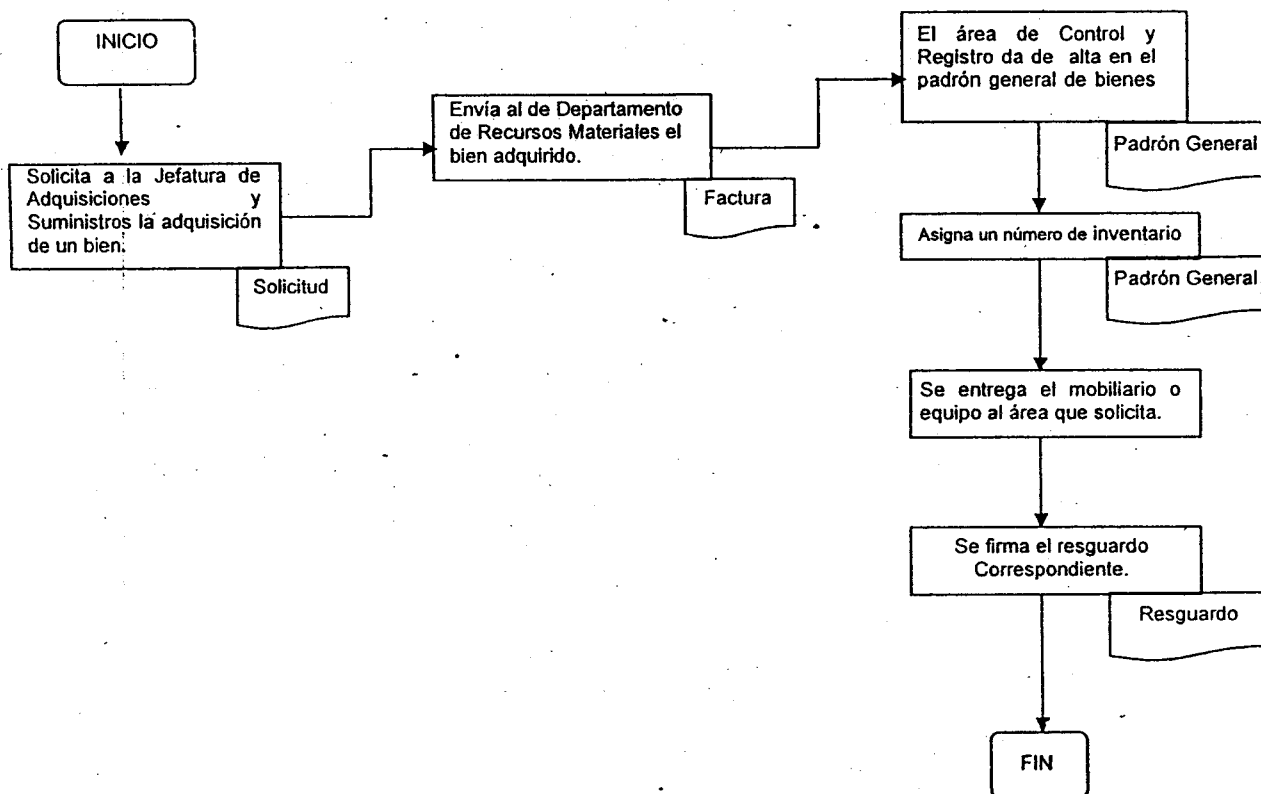 INICIO
Solicita a la Jefatura de
Adquisiciones y
Suministros la adquisición
de un bien.
Solicitud
Envía al de Departamento
de Recursos Materiales el
bien adquirido.
Factura
El área de Control y
Registro da de alta en el
padrón general de bienes
Padrón General
Asigna un número de inventario
Padrón General
Se entrega el mobiliario o
equipo al área que solicita.
Se firma el resguardo
Correspondiente.
Resguardo
FIN